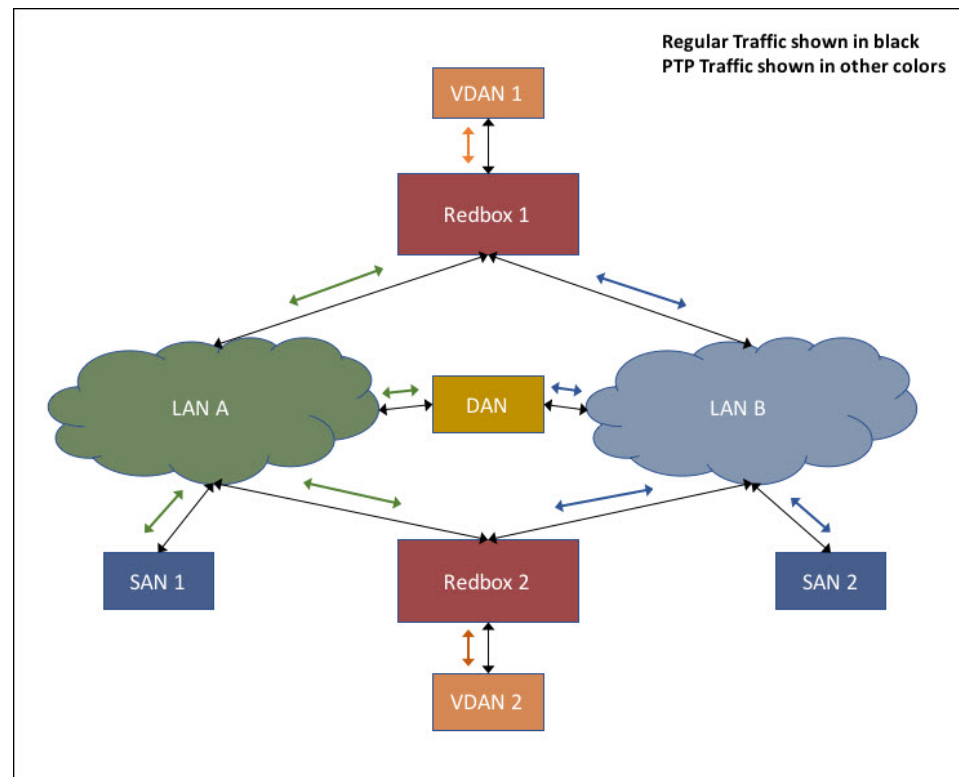 Regular Traffic shown in black
PTP Traffic shown in other colors
VDAN 1
Redbox 1
LAN A
DAN
LAN B
SAN 1
Redbox 2
SAN 2
VDAN 2